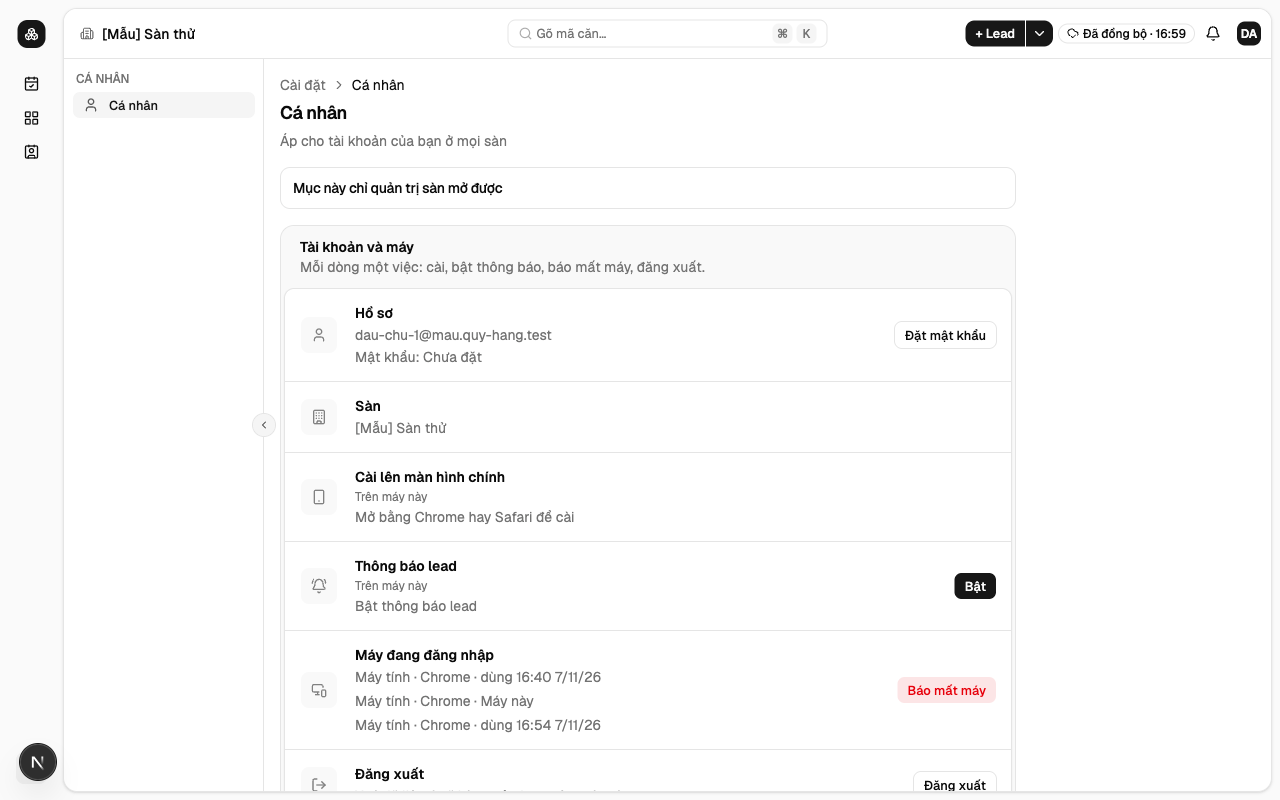 [Mẫu] Sàn thử
Gõ mã căn...
⌘ K
+ Lead
Đã đồng bộ · 16:59
DA
CÁ NHÂN
Cá nhân
Cài đặt > Cá nhân
Cá nhân
Áp cho tài khoản của bạn ở mọi sàn
Mục này chỉ quản trị sàn mở được
Tài khoản và máy
Mỗi dòng một việc: cài, bật thông báo, báo mất máy, đăng xuất.
Hồ sơ
dau-chu-1@mau.quy-hang.test
Mật khẩu: Chưa đặt
Đặt mật khẩu
Sàn
[Mẫu] Sàn thử
Cài lên màn hình chính
Trên máy này
Mở bằng Chrome hay Safari để cài
Thông báo lead
Trên máy này
Bật thông báo lead
Bật
Máy đang đăng nhập
Máy tính · Chrome · dùng 16:40 7/11/26
Máy tính · Chrome · Máy này
Máy tính · Chrome · dùng 16:54 7/11/26
Báo mất máy
Đăng xuất
Đăng xuất
N